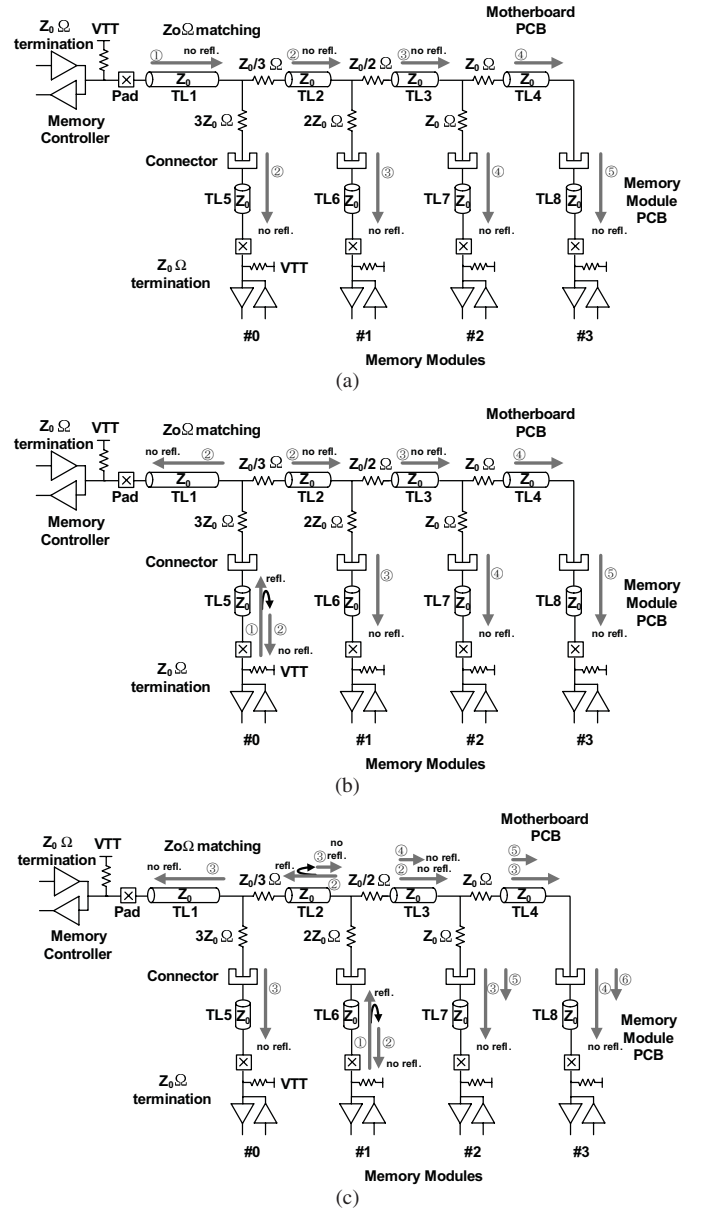 Z₀ Ω
termination
VTT
ZoΩ matching
① no refl.
Z₀/3 Ω
② no refl.
Z₀/2 Ω
③ no refl.
Z₀ Ω
④
Motherboard
PCB
Z₀ Z₀ Z₀ Z₀
Pad TL1 TL2 TL3 TL4
Memory
Controller
3Z₀ Ω 2Z₀ Ω Z₀ Ω
Connector
② ③ ④ ⑤
TL5 Z₀ TL6 Z₀ TL7 Z₀ TL8 Z₀
Memory
Module
PCB
no refl. no refl. no refl. no refl.
Z₀ Ω
termination
VTT
#0 #1 #2 #3
Memory Modules
(a)
Z₀ Ω
termination
VTT
ZoΩ matching
no refl. ②
Z₀/3 Ω
② no refl.
Z₀/2 Ω
③ no refl.
Z₀ Ω
④
Motherboard
PCB
Z₀ Z₀ Z₀ Z₀
Pad TL1 TL2 TL3 TL4
Memory
Controller
3Z₀ Ω 2Z₀ Ω Z₀ Ω
Connector
refl. ③ ④ ⑤
TL5 Z₀ TL6 Z₀ TL7 Z₀ TL8 Z₀
Memory
Module
PCB
① ②
no refl. no refl. no refl. no refl.
Z₀ Ω
termination
VTT
#0 #1 #2 #3
Memory Modules
(b)
Z₀ Ω
termination
VTT
ZoΩ matching
no refl. ③
Z₀/3 Ω
refl. ③ no
refl.
②
Z₀/2 Ω
④ no refl.
② no refl.
Z₀ Ω
⑤
③
Motherboard
PCB
Z₀ Z₀ Z₀ Z₀
Pad TL1 TL2 TL3 TL4
Memory
Controller
3Z₀ Ω 2Z₀ Ω Z₀ Ω
Connector
③ refl. ③ ⑤ ④ ⑥
TL5 Z₀ TL6 Z₀ TL7 Z₀ TL8 Z₀
Memory
Module
PCB
① ②
no refl. no refl. no refl. no refl.
Z₀Ω
termination
VTT
#0 #1 #2 #3
Memory Modules
(c)